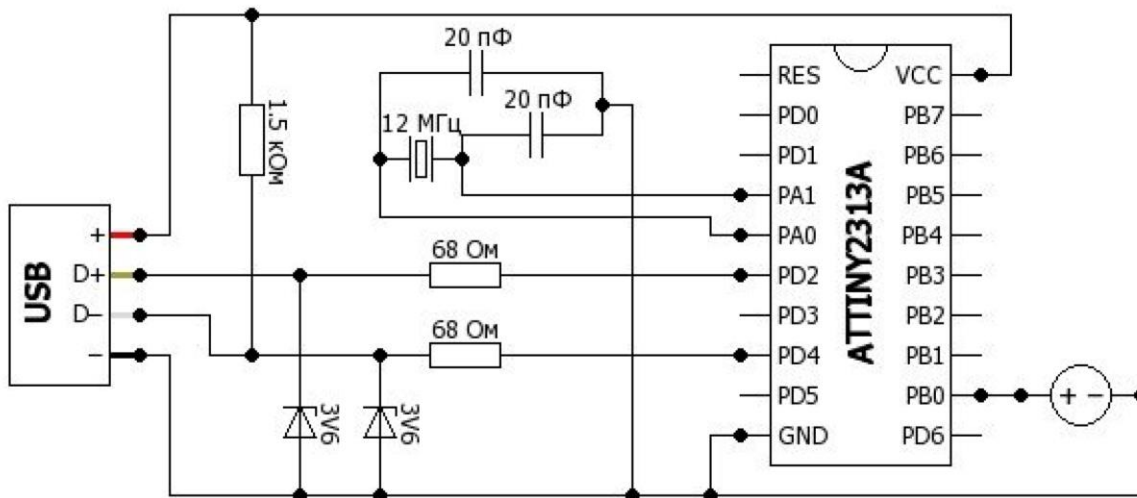 20 пФ
20 пФ
12 МГц
1.5 кОм
USB
+
D+
D−
−
68 Ом
68 Ом
3V6
3V6
ATTINY2313A
RES
PD0
PD1
PA1
PA0
PD2
PD3
PD4
PD5
GND
VCC
PB7
PB6
PB5
PB4
PB3
PB2
PB1
PB0
PD6
+ −